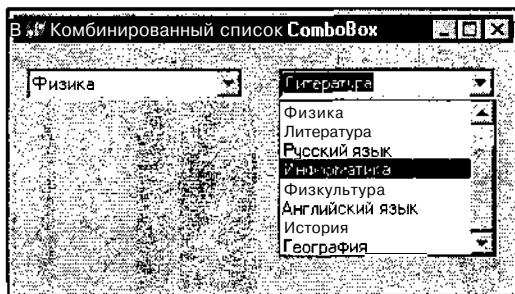 В Комбинированный список ComboBox
Физика
Литература
Физика
Литература
Русский язык
Информатика
Физкультура
Английский язык
История
География